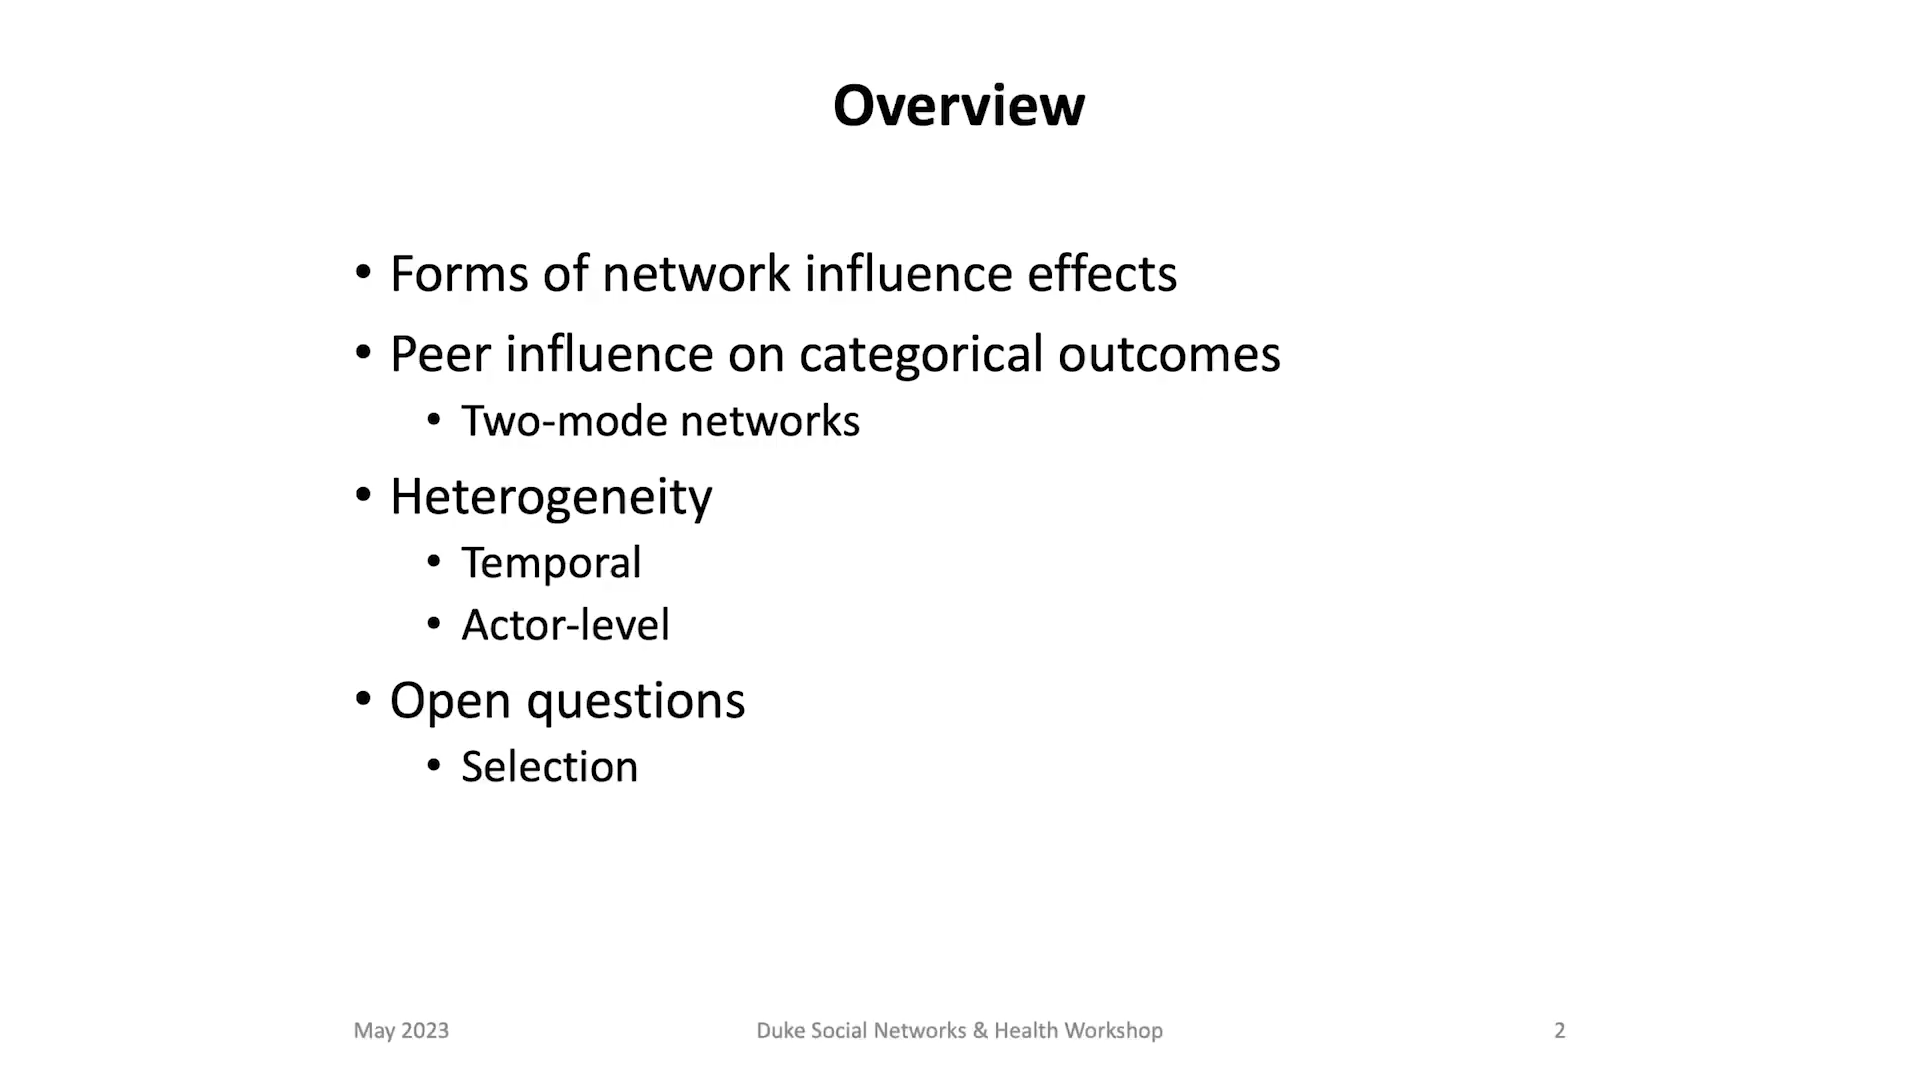 Overview
• Forms of network influence effects
• Peer influence on categorical outcomes
• Two-mode networks
• Heterogeneity
• Temporal
• Actor-level
• Open questions
• Selection
May 2023
Duke Social Networks & Health Workshop
2